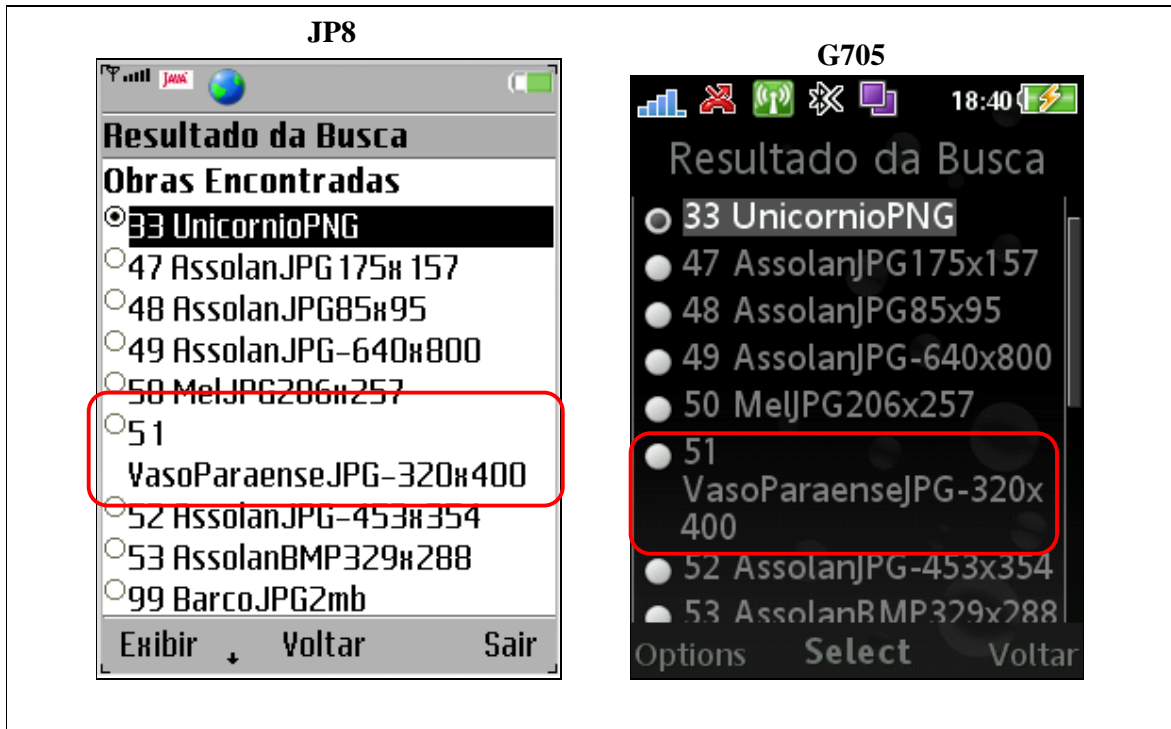 JP8
JAVA
Resultado da Busca
Obras Encontradas
33 UnicornioPNG
47 AssolanJPG175x157
48 AssolanJPG85x95
49 AssolanJPG-640x800
50 MelJPG206x257
51
VasoParaenseJPG-320x400
52 AssolanJPG-453x354
53 AssolanBMP329x288
99 BarcoJPG2mb
Exibir Voltar Sair
G705
18:40
Resultado da Busca
33 UnicornioPNG
47 AssolanJPG175x157
48 AssolanJPG85x95
49 AssolanJPG-640x800
50 MelJPG206x257
51
VasoParaenseJPG-320x
400
52 AssolanJPG-453x354
53 AssolanBMP329x288
Options Select Voltar